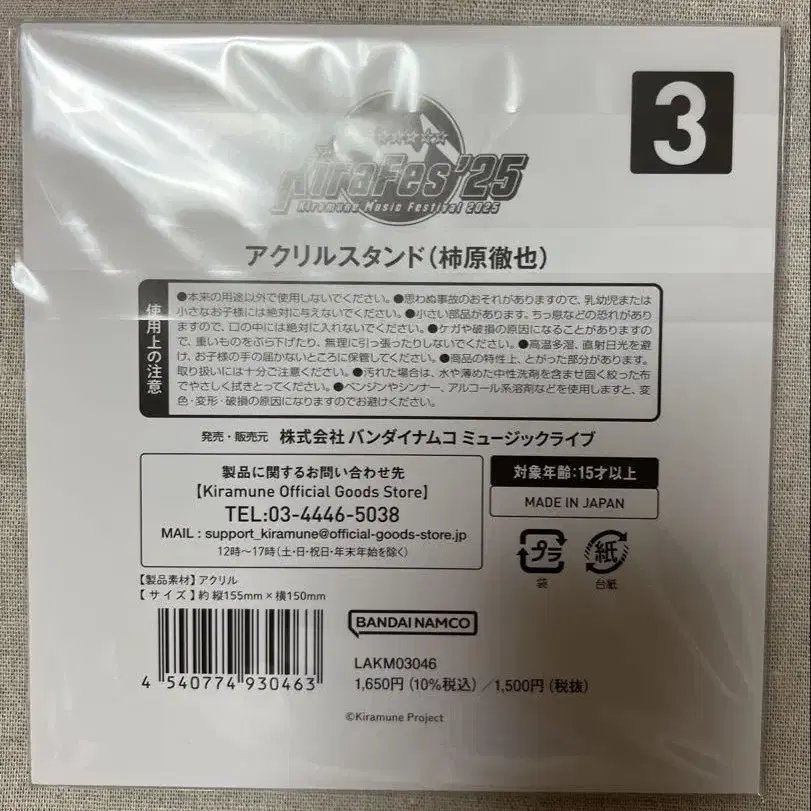 3
KiraFes'25
Kiramune Music Festival 2025
アクリルスタンド(柿原徹也)
使用上の注意
●本来の用途以外で使用しないでください。●思わぬ事故のおそれがありますので、乳幼児または
小さなお子様には絶対に与えないでください。●小さい部品があります。ちっ息などの恐れがあり
ますので、口の中には絶対に入れないでください。●ケガや破損の原因になることがありますの
で、重いものをぶら下げたり、無理に引っ張ったりしないでください。●高温多湿、直射日光を避
け、お子様の手の届かないところに保管してください。●商品の特性上、とがった部分があります。
取り扱いには十分ご注意ください。●汚れた場合は、水や薄めた中性洗剤を含ませ固く絞った布
でやさしく拭きとってください。●ベンジンやシンナー、アルコール系溶剤などを使用しますと、変
色・変形・破損の原因になりますのでお避けください。
発売・販売元 株式会社 バンダイナムコ ミュージックライブ
製品に関するお問い合わせ先
【Kiramune Official Goods Store】
TEL:03-4446-5038
MAIL : support_kiramune@official-goods-store.jp
12時~17時(土・日・祝日・年末年始を除く)
対象年齢:15才以上
MADE IN JAPAN
プラ
袋
紙
台紙
【製品素材】アクリル
【サイズ】約 縦155mm×横150mm
BANDAI NAMCO
4 540774 930463
LAKM03046
1,650円(10%税込)/1,500円(税抜)
©Kiramune Project